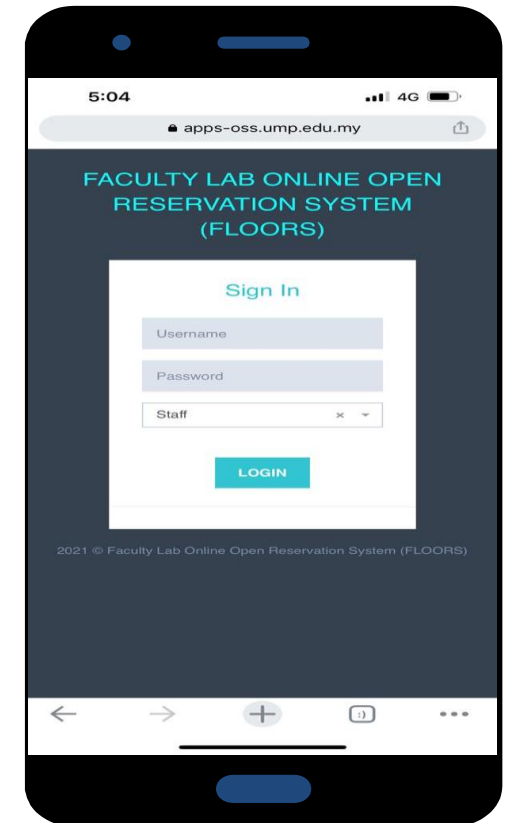 5:04
4G
apps-oss.ump.edu.my
FACULTY LAB ONLINE OPEN
RESERVATION SYSTEM
(FLOORS)
Sign In
Username
Password
Staff
LOGIN
2021 © Faculty Lab Online Open Reservation System (FLOORS)
:)